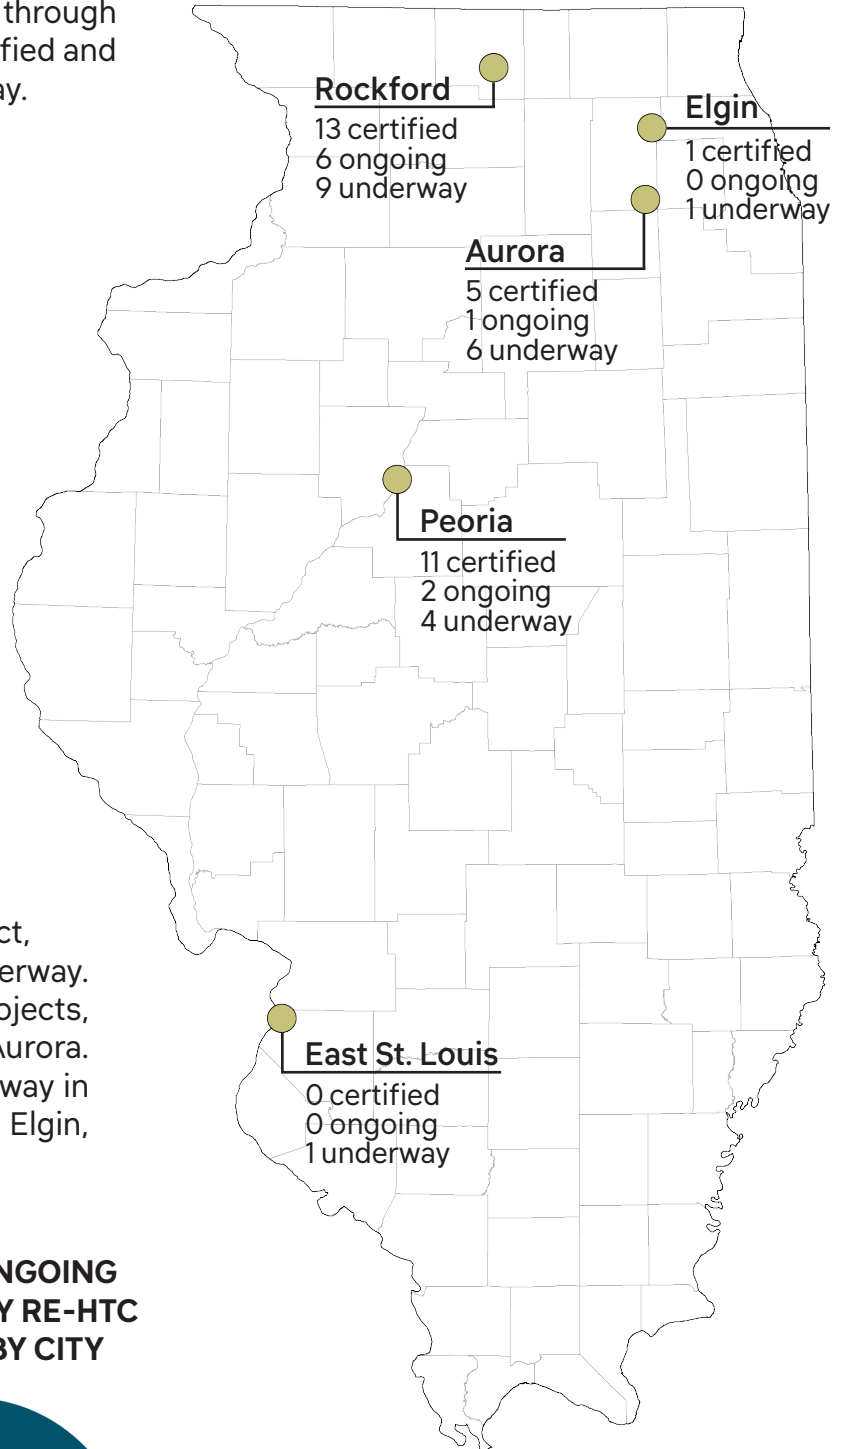 through
fied and
ay.
Rockford
13 certified
6 ongoing
9 underway
Elgin
1 certified
0 ongoing
1 underway
Aurora
5 certified
1 ongoing
6 underway
Peoria
11 certified
2 ongoing
4 underway
ct,
erway.
ojects,
Aurora.
way in
Elgin,
East St. Louis
0 certified
0 ongoing
1 underway
NGOING
Y RE-HTC
BY CITY